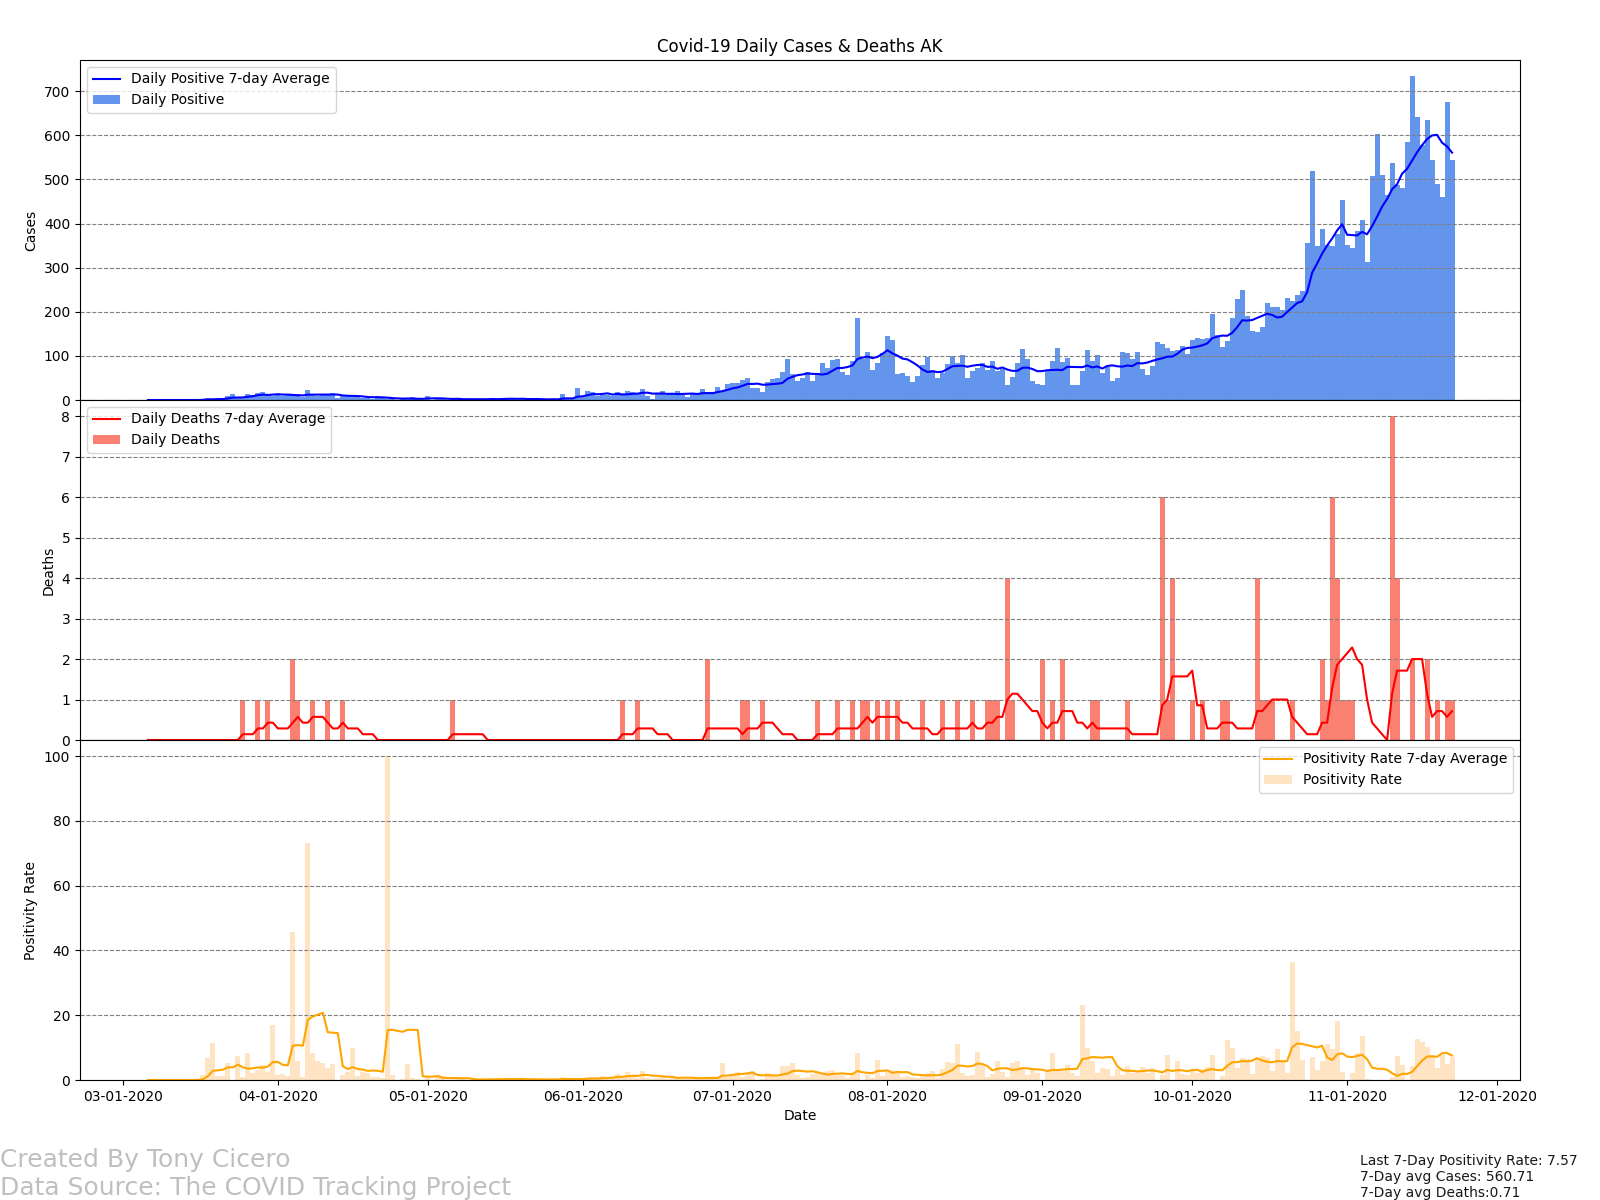 Covid-19 Daily Cases & Deaths AK
Daily Positive 7-day Average
Daily Positive
700
600
500
400
300
200
100
0
Cases
Daily Deaths 7-day Average
Daily Deaths
8
7
6
5
4
3
2
1
0
Deaths
Positivity Rate 7-day Average
Positivity Rate
100
80
60
40
20
0
Positivity Rate
03-01-2020 04-01-2020 05-01-2020 06-01-2020 07-01-2020 08-01-2020 09-01-2020 10-01-2020 11-01-2020 12-01-2020
Date
Created By Tony Cicero
Data Source: The COVID Tracking Project
Last 7-Day Positivity Rate: 7.57
7-Day avg Cases: 560.71
7-Day avg Deaths:0.71